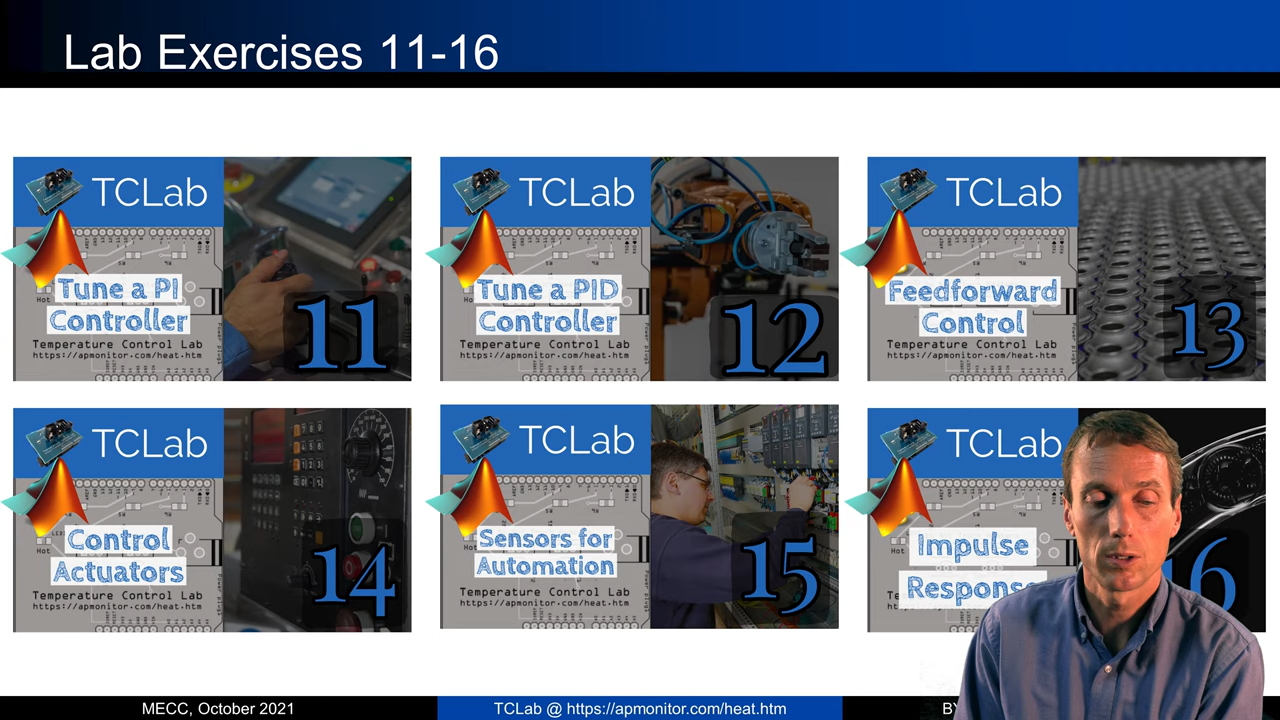 Lab Exercises 11-16
TCLab
Tune a PI
Controller
Temperature Control Lab
https://apmonitor.com/heat.htm
11
TCLab
Tune a PID
Controller
Temperature Control Lab
https://apmonitor.com/heat.htm
12
TCLab
Feedforward
Control
Temperature Control Lab
https://apmonitor.com/heat.htm
13
TCLab
Control
Actuators
Temperature Control Lab
https://apmonitor.com/heat.htm
14
TCLab
Sensors for
Automation
Temperature Control Lab
https://apmonitor.com/heat.htm
15
TCLab
Hot
Impulse
Response
6
MECC, October 2021
TCLab @ https://apmonitor.com/heat.htm
BY